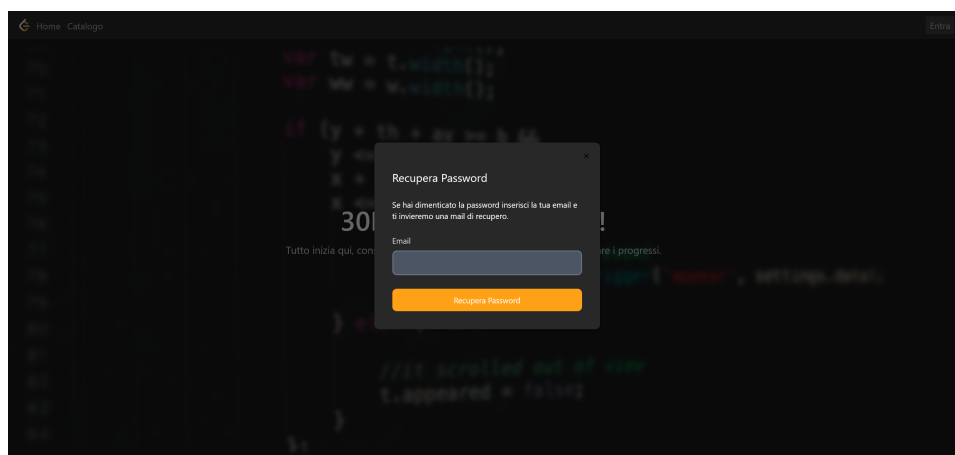 Home Catalogo
Entra
var tw = t.width();
var ww = w.width();
if (y + th + ay >= b &&
y <
x +
x <
×
Recupera Password
Se hai dimenticato la password inserisci la tua email e
ti invieremo una mail di recupero.
Email
Recupera Password
30
!
Tutto inizia qui, con
re i progressi.
settings.data);
} e
//it scrolled out of view
t.appeared = false;
}
};